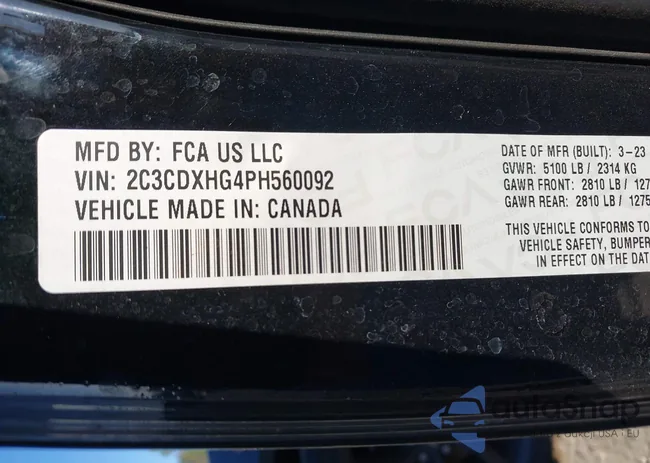 MFD BY: FCA US LLC
VIN: 2C3CDXHG4PH560092
VEHICLE MADE IN: CANADA
DATE OF MFR (BUILT): 3-23
GVWR: 5100 LB / 2314 KG
GAWR FRONT: 2810 LB / 127
GAWR REAR: 2810 LB / 1275
THIS VEHICLE CONFORMS TO
VEHICLE SAFETY, BUMPER
IN EFFECT ON THE DAT
autoSnap